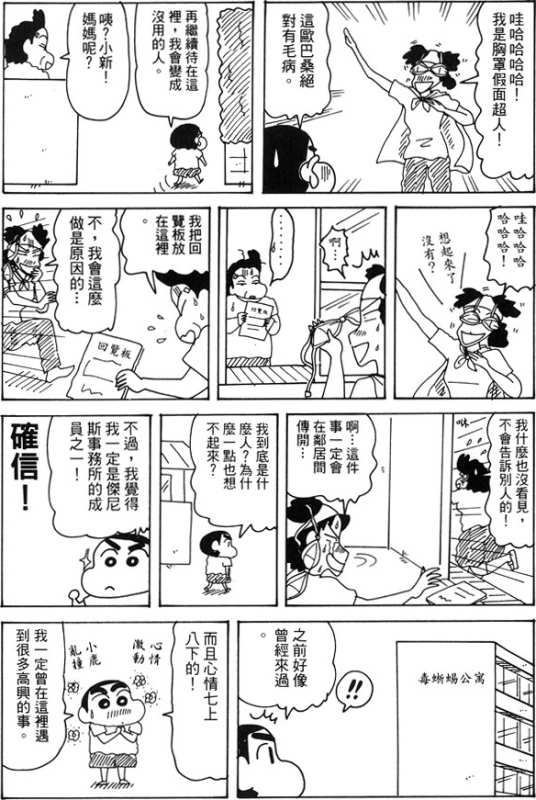 哇哈哈哈哈！
我是胸罩假面超人！
這歐巴桑絕
對有毛病。
再繼續待在這
裡，我會變成
沒用的人。
咦？小新！
媽媽呢？
哇哈哈哈
哈哈哈！
想起來了
沒有？
啊…
………
回覽板
我把回
覽板放
在這裡
不，我會這麼
做是原因的…
回覽板
我什麼也沒看見，
不會告訴別人的！
咻
啊…這件
事一定會
在鄰居間
傳開…
我到底是什
麼人？為什
麼一點也想
不起來？
不過，我覺得
我一定是傑尼
斯事務所的成
員之一！
確信！
毒蜥蜴公寓
!!
之前好像
曾經來過
。
而且心情七上
八下的！
心情
激動
小鹿
亂撞
我一定曾在這裡遇
到很多高興的事。